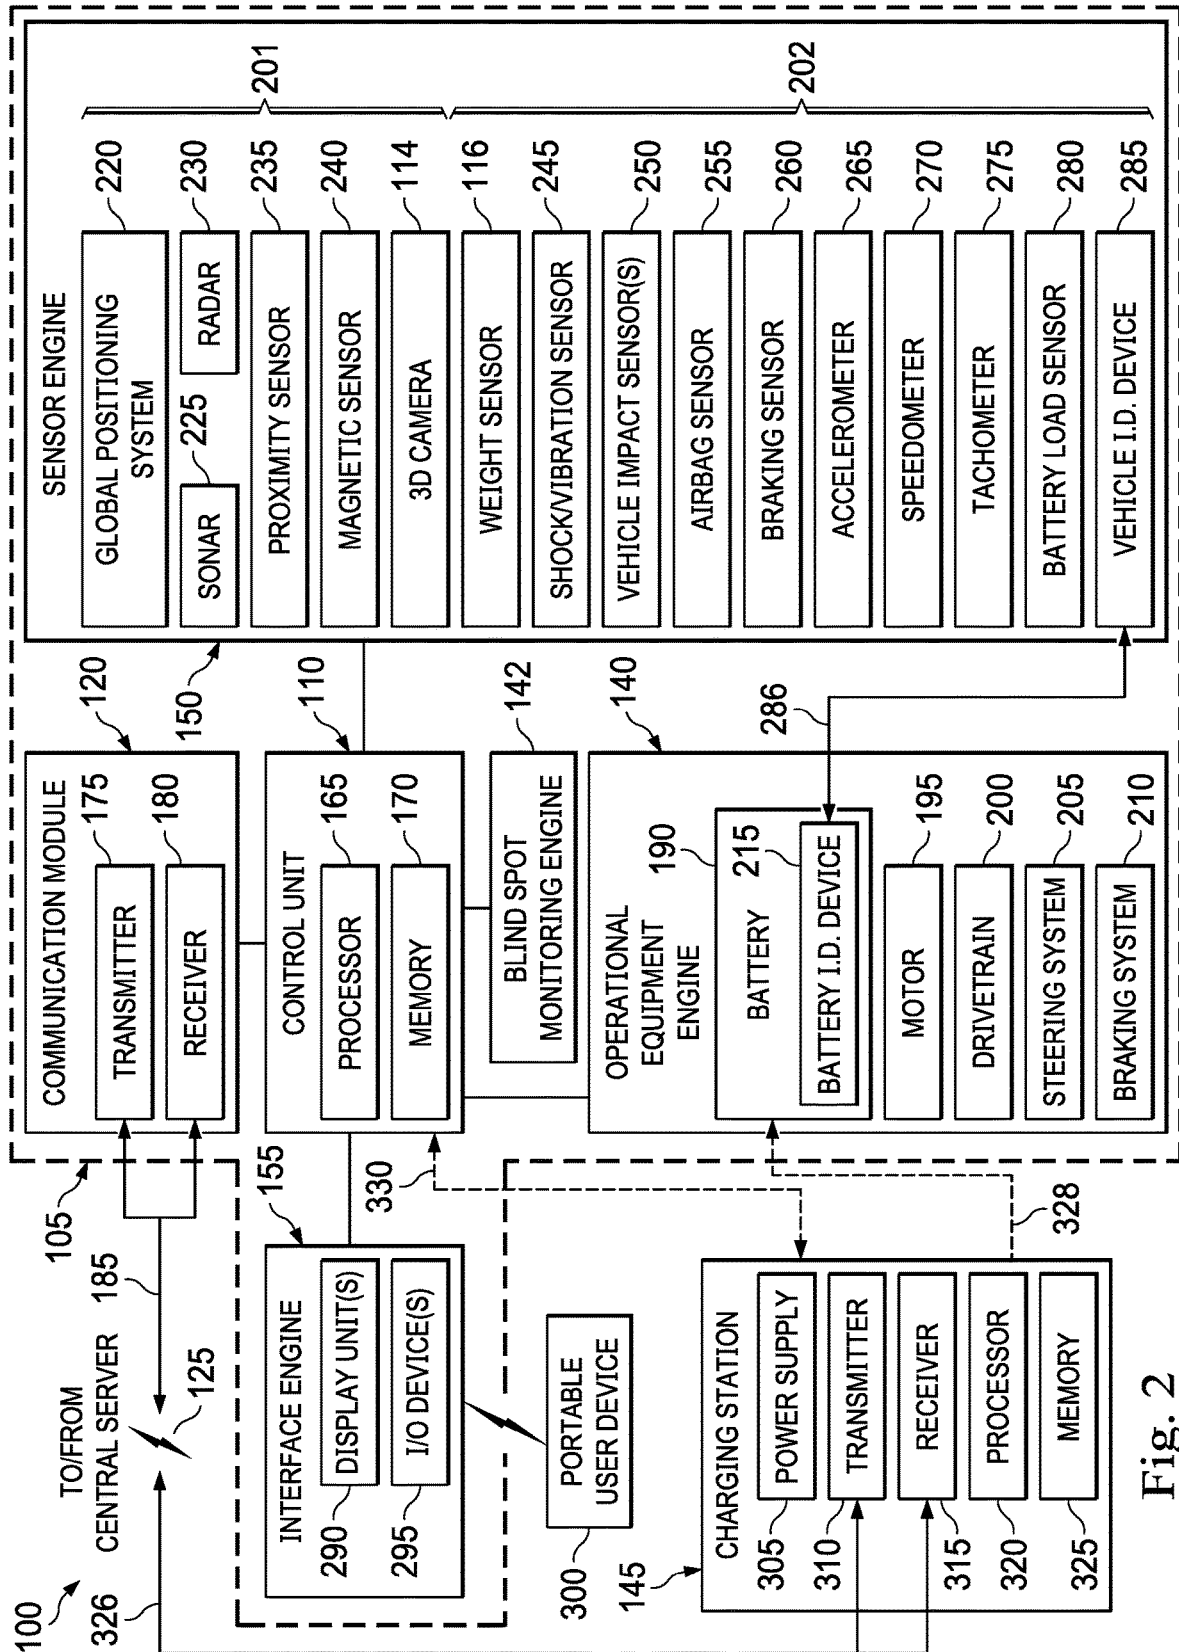 100
326
TO/FROM
CENTRAL SERVER
125
185
105
COMMUNICATION MODULE
120
TRANSMITTER
175
RECEIVER
180
150
SENSOR ENGINE
GLOBAL POSITIONING
SYSTEM
220
SONAR
225
RADAR
230
PROXIMITY SENSOR
235
MAGNETIC SENSOR
240
3D CAMERA
114
201
WEIGHT SENSOR
116
SHOCK/VIBRATION SENSOR
245
VEHICLE IMPACT SENSOR(S)
250
AIRBAG SENSOR
255
BRAKING SENSOR
260
ACCELEROMETER
265
SPEEDOMETER
270
TACHOMETER
275
BATTERY LOAD SENSOR
280
VEHICLE I.D. DEVICE
285
202
INTERFACE ENGINE
155
DISPLAY UNIT(S)
290
I/O DEVICE(S)
295
330
CONTROL UNIT
110
PROCESSOR
165
MEMORY
170
BLIND SPOT
MONITORING ENGINE
142
PORTABLE
USER DEVICE
300
OPERATIONAL
EQUIPMENT
ENGINE
140
190
BATTERY
215
BATTERY I.D. DEVICE
286
MOTOR
195
DRIVETRAIN
200
STEERING SYSTEM
205
BRAKING SYSTEM
210
145
CHARGING STATION
POWER SUPPLY
305
TRANSMITTER
310
RECEIVER
315
PROCESSOR
320
MEMORY
325
328
Fig. 2